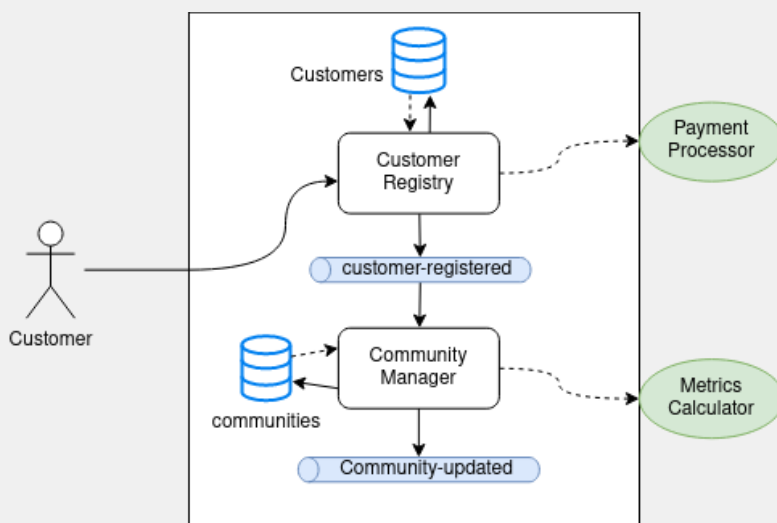 Customers
Customer
Registry
Payment
Processor
customer-registered
Customer
Community
Manager
communities
Metrics
Calculator
Community-updated